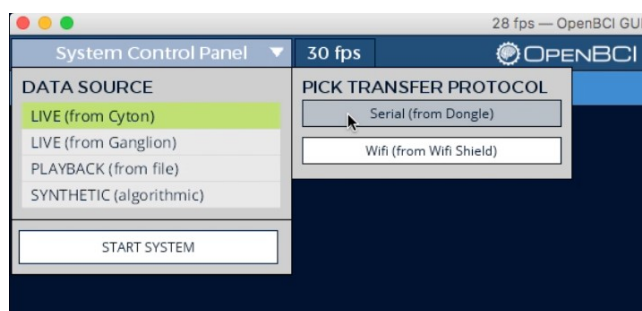 28 fps — OpenBCI GUI
System Control Panel
30 fps
OPENBCI
DATA SOURCE
LIVE (from Cyton)
LIVE (from Ganglion)
PLAYBACK (from file)
SYNTHETIC (algorithmic)
START SYSTEM
PICK TRANSFER PROTOCOL
Serial (from Dongle)
Wifi (from Wifi Shield)